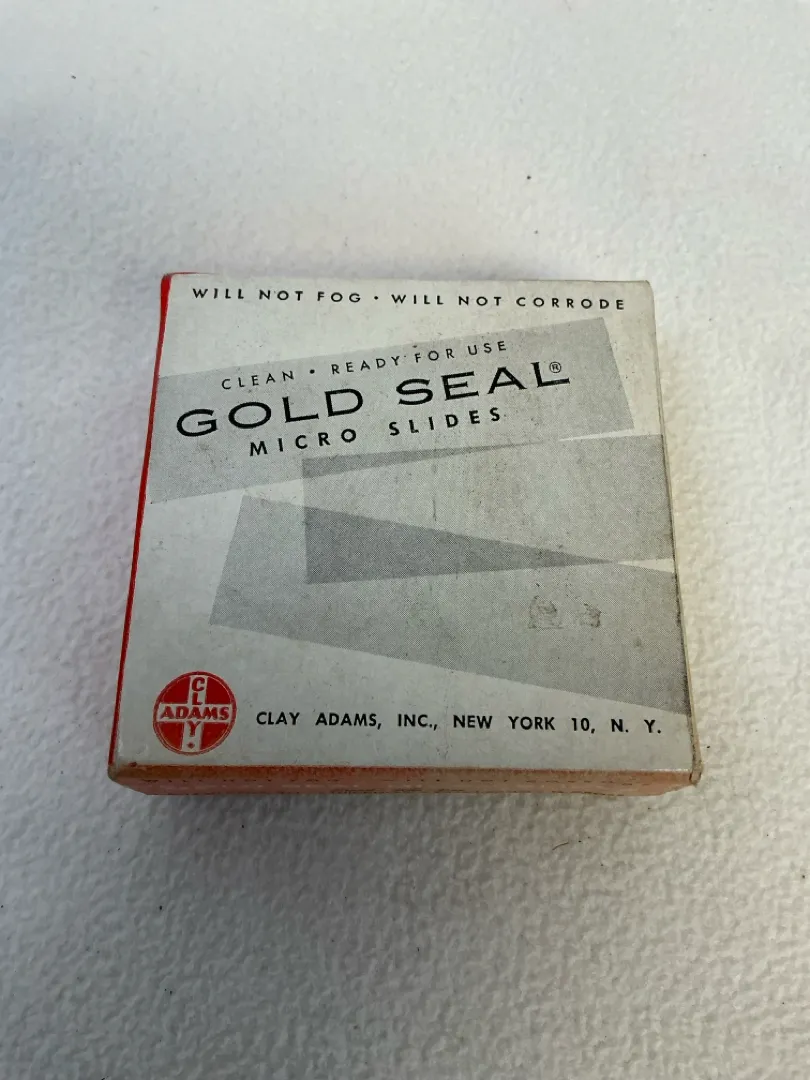 WILL NOT FOG · WILL NOT CORRODE
CLEAN · READY FOR USE
GOLD SEAL®
MICRO SLIDES
CLAY
ADAMS
CLAY ADAMS, INC., NEW YORK 10, N. Y.